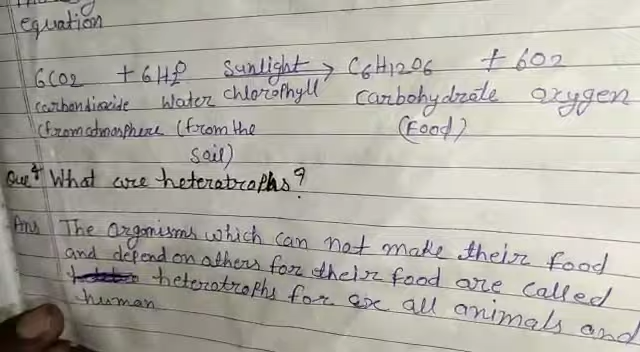 equation
6CO2 + 6H2O Sunlight > C6H12O6 + 6O2
carbondioxide Water chlorophyll carbohydrate oxygen
(from atmosphere (from the (Food)
soil)
Que 4 What are heterotrophs?
Ans The organisms which can not make their food
and depend on others for their food are called
heterotrophs for ex all animals and
human